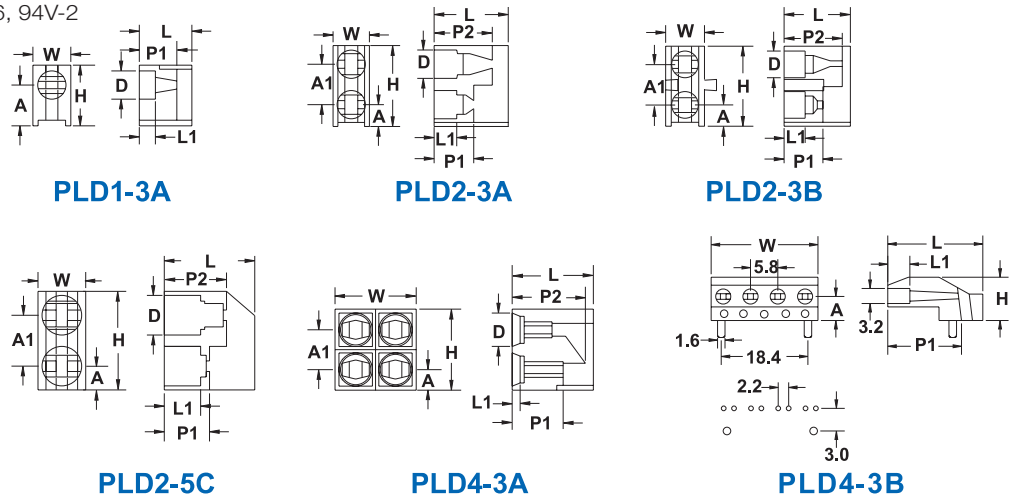 6, 94V-2
W
L
P1
D
A
H
L1
PLD1-3A
W
L
P2
D
A1
H
A
L1
P1
PLD2-3A
W
L
P2
D
A1
H
A
L1
P1
PLD2-3B
W
L
P2
D
A1
H
A
L1
P1
PLD2-5C
W
L
P2
D
A1
H
A
L1
P1
PLD4-3A
W
5.8
A
1.6
18.4
2.2
3.0
L
L1
H
3.2
P1
PLD4-3B